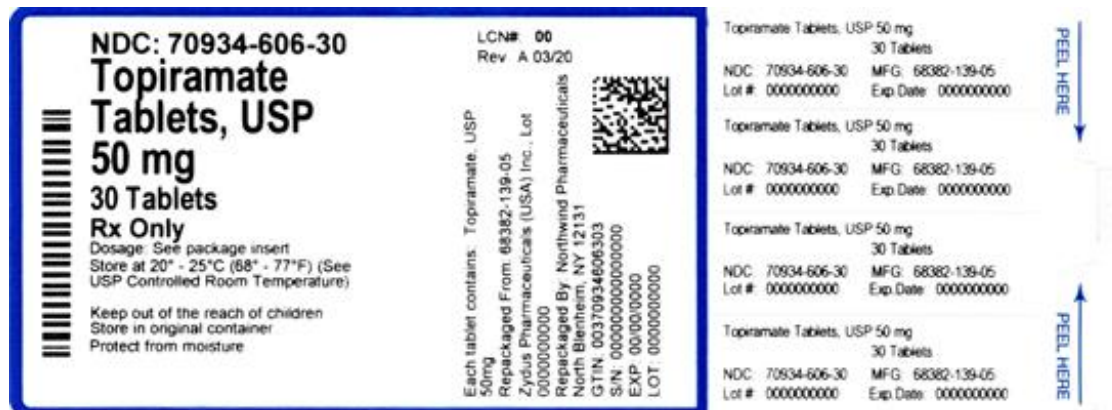 NDC: 70934-606-30
Topiramate
Tablets, USP
50 mg
30 Tablets
Rx Only
Dosage: See package insert
Store at 20° - 25°C (68° - 77°F) (See
USP Controlled Room Temperature)
Keep out of the reach of children
Store in original container
Protect from moisture
LCN#: 00
Rev A 03/20
Each tablet contains: Topiramate, USP
50mg
Repackaged From: 68382-139-05
Zydus Pharmaceuticals (USA) Inc., Lot
0000000000
Repackaged By: Northwind Pharmaceuticals
North Blenheim, NY 12131
GTIN: 00370934606303
S/N: 00000000000000
EXP: 00/00/0000
LOT: 0000000000
Topiramate Tablets, USP 50 mg
30 Tablets
NDC: 70934-606-30 MFG: 68382-139-05
Lot #: 0000000000 Exp.Date: 0000000000
Topiramate Tablets, USP 50 mg
30 Tablets
NDC: 70934-606-30 MFG: 68382-139-05
Lot #: 0000000000 Exp.Date: 0000000000
Topiramate Tablets, USP 50 mg
30 Tablets
NDC: 70934-606-30 MFG: 68382-139-05
Lot #: 0000000000 Exp.Date: 0000000000
Topiramate Tablets, USP 50 mg
30 Tablets
NDC: 70934-606-30 MFG: 68382-139-05
Lot #: 0000000000 Exp.Date: 0000000000
PEEL HERE
PEEL HERE